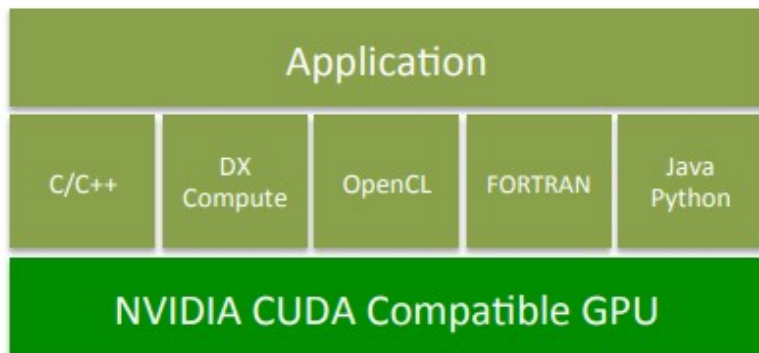 Application
C/C++
DX
Compute
OpenCL
FORTRAN
Java
Python
NVIDIA CUDA Compatible GPU